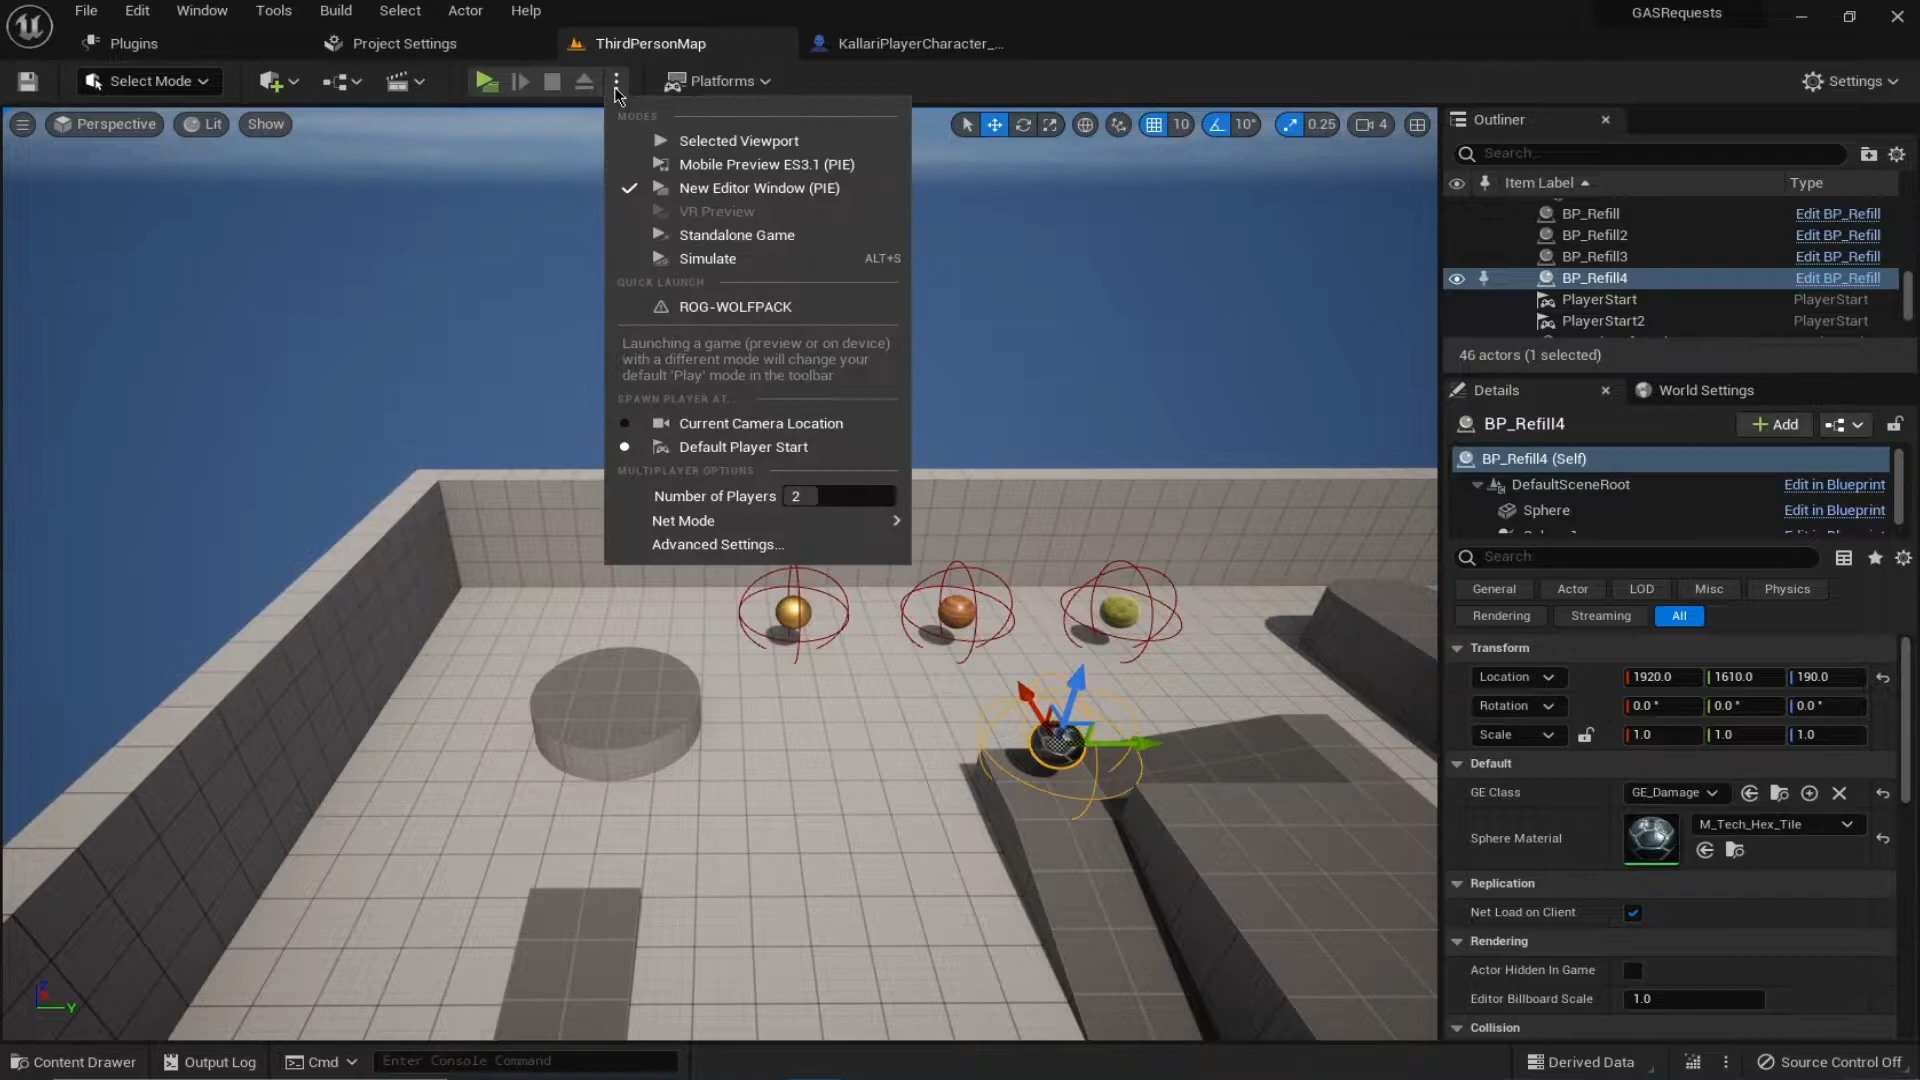 File Edit Window Tools Build Select Actor Help
GASRequests
Plugins
Project Settings
ThirdPersonMap
KallariPlayerCharacter_...
Select Mode
Platforms
Settings
Perspective
Lit
Show
10
10°
0.25
4
MODES
Selected Viewport
Mobile Preview ES3.1 (PIE)
New Editor Window (PIE)
VR Preview
Standalone Game
Simulate ALT+S
QUICK LAUNCH
ROG-WOLFPACK
Launching a game (preview or on device)
with a different mode will change your
default 'Play' mode in the toolbar
SPAWN PLAYER AT...
Current Camera Location
Default Player Start
MULTIPLAYER OPTIONS
Number of Players 2
Net Mode
Advanced Settings...
Z
Y
Outliner
Search...
Item Label Type
BP_Refill Edit BP_Refill
BP_Refill2 Edit BP_Refill
BP_Refill3 Edit BP_Refill
BP_Refill4 Edit BP_Refill
PlayerStart PlayerStart
PlayerStart2 PlayerStart
46 actors (1 selected)
Details
World Settings
BP_Refill4
Add
BP_Refill4 (Self)
DefaultSceneRoot Edit in Blueprint
Sphere Edit in Blueprint
Search
General Actor LOD Misc Physics
Rendering Streaming All
Transform
Location 1920.0 1610.0 190.0
Rotation 0.0 ° 0.0 ° 0.0 °
Scale 1.0 1.0 1.0
Default
GE Class GE_Damage
Sphere Material M_Tech_Hex_Tile
Replication
Net Load on Client
Rendering
Actor Hidden In Game
Editor Billboard Scale 1.0
Collision
Content Drawer
Output Log
Cmd
Enter Console Command
Derived Data
Source Control Off